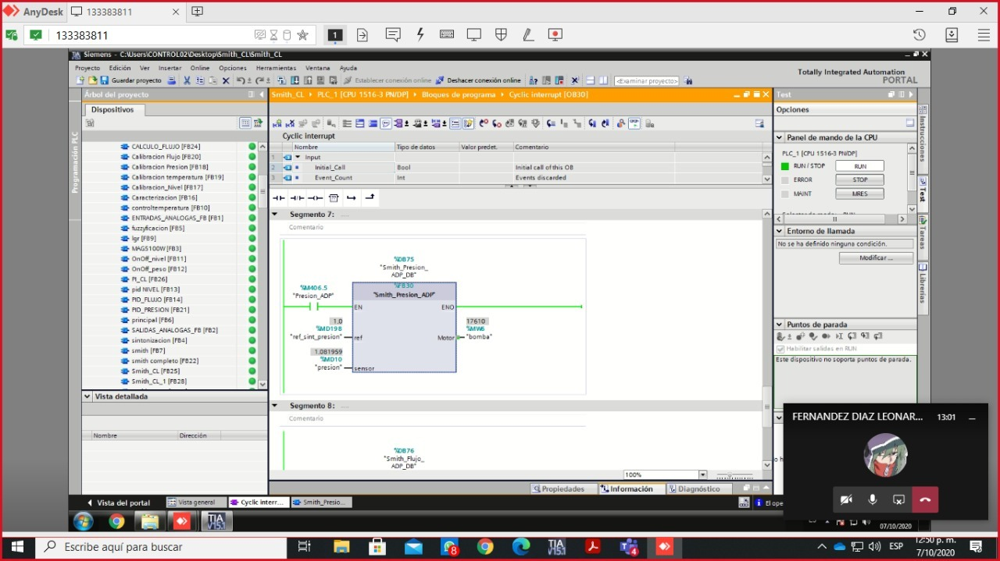 AnyDesk
133383811
133383811
1
Siemens - C:\Users\CONTROL02\Desktop\Smith_CL\Smith_CL
Proyecto Edición Ver Insertar Online Opciones Herramientas Ventana Ayuda
Guardar proyecto
Establecer conexión online
Deshacer conexión online
<Examinar proyecto>
Totally Integrated Automation
PORTAL
Árbol del proyecto
Dispositivos
Programación PLC
CALCULO_FLUJO [FB24]
Calibracion Flujo [FB20]
Calibracion Presion [FB18]
Calibracion temperatura [FB19]
Calibracion_Nivel [FB17]
Caracterizacion [FB16]
controltemperatura [FB10]
ENTRADAS_ANALOGAS_FB [FB1]
fuzzyficacion [FB5]
lgr [FB9]
MAG5100W [FB3]
OnOff_nivel [FB11]
OnOff_peso [FB12]
PI_CL [FB26]
pid NIVEL [FB13]
PID_FLUJO [FB14]
PID_PRESION [FB21]
principal [FB6]
SALIDAS_ANALOGAS_FB [FB2]
sintonizacion [FB4]
smith [FB7]
smith completo [FB22]
Smith_CL [FB25]
Smith_CL_1 [FB28]
Vista detallada
Nombre Dirección
Smith_CL PLC_1 [CPU 1516-3 PN/DP] Bloques de programa Cyclic interrupt [OB30]
Cyclic interrupt
Nombre Tipo de datos Valor predet. Comentario
1 Input
2 Initial_Call Bool Initial call of this OB
3 Event_Count Int Events discarded
Segmento 7:
Comentario
%DB75
"Smith_Presion_
ADP_DB"
%M406.5
"Presion_ADP"
%FB30
"Smith_Presion_ADP"
EN ENO
1.0
%MD198
"ref_sint_presion" ref
17610
%MW6
Motor "bomba"
1.081959
%MD10
"presion" sensor
Segmento 8:
Comentario
%DB76
"Smith_Flujo_
ADP_DB"
100%
Propiedades Información Diagnóstico
Test
Opciones
Panel de mando de la CPU
PLC_1 [CPU 1516-3 PN/DP]
RUN / STOP RUN
ERROR STOP
MAINT MRES
Entorno de llamada
No se ha definido ninguna condición.
Modificar ...
Puntos de parada
Habilitar salidas en RUN
Este dispositivo no soporta puntos de parada.
Instrucciones
Test
Tareas
Librerías
FERNANDEZ DIAZ LEONAR... 13:01
Vista del portal
Vista general
Cyclic interr...
Smith_Presio...
El ope
TIA
V15.1
07/10/2020
Escribe aquí para buscar
8
TIA
V15.1
4
ESP
12:50 p. m.
7/10/2020